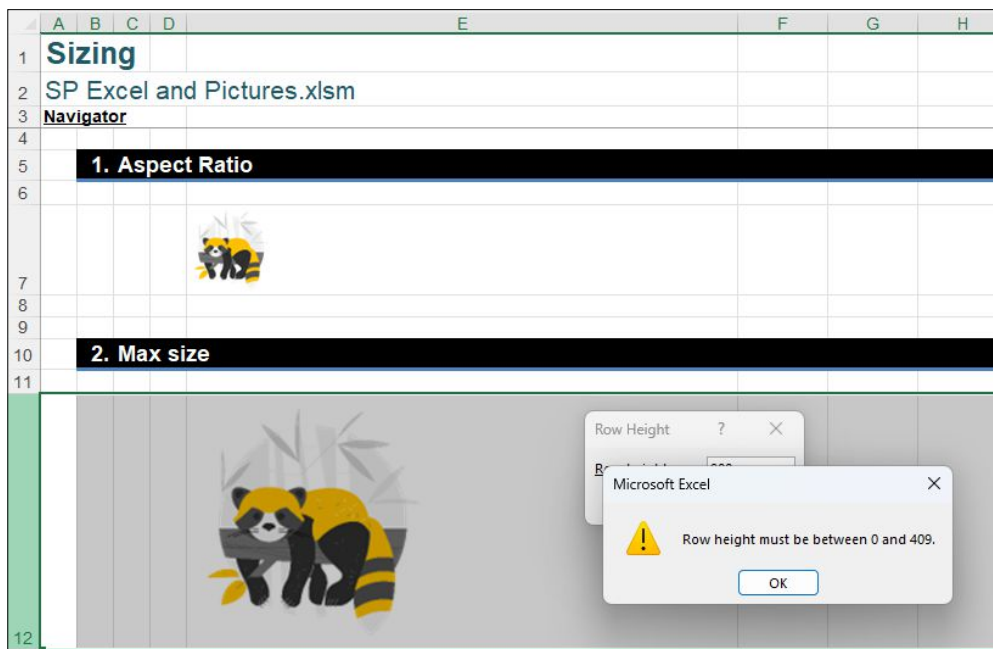 A B C D E F G H
1 Sizing
2 SP Excel and Pictures.xlsm
3 Navigator
4
5 1. Aspect Ratio
6
7
8
9
10 2. Max size
11
12
Row Height ? ×
Microsoft Excel ×
Row height must be between 0 and 409.
OK